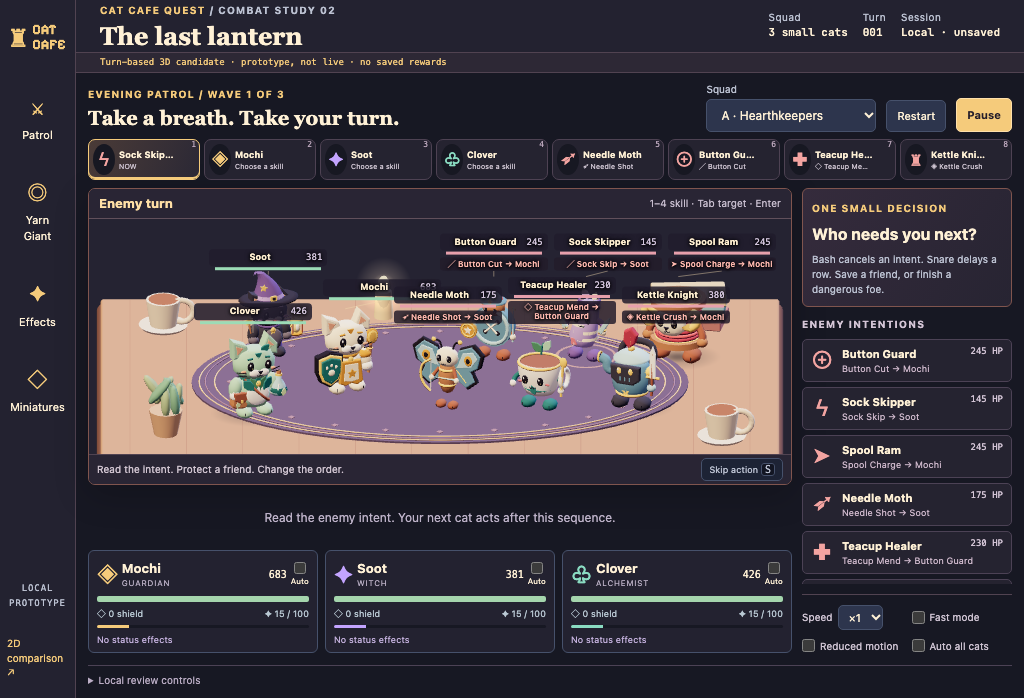 OAT
CAFE
Patrol
Yarn
Giant
Effects
Miniatures
LOCAL
PROTOTYPE
2D
comparison
↗
CAT CAFE QUEST / COMBAT STUDY 02
The last lantern
Squad
3 small cats
Turn
001
Session
Local · unsaved
Turn-based 3D candidate · prototype, not live · no saved rewards
EVENING PATROL / WAVE 1 OF 3
Take a breath. Take your turn.
Squad
A · Hearthkeepers
Restart
Pause
Sock Skip... 1
NOW
Mochi 2
Choose a skill
Soot 3
Choose a skill
Clover 4
Choose a skill
Needle Moth 5
Needle Shot
Button Gu... 6
Button Cut
Teacup He... 7
Teacup Me...
Kettle Kni... 8
Kettle Crush
Enemy turn
1–4 skill · Tab target · Enter
Button Guard 245
Button Cut → Mochi
Sock Skipper 145
Sock Skip → Soot
Spool Ram 245
Spool Charge → Mochi
Soot 381
Mochi 683
Needle Moth 175
Needle Shot → Soot
Teacup Healer 230
Teacup Mend →
Button Guard
Kettle Knight 380
Kettle Crush → Mochi
Clover 426
Read the intent. Protect a friend. Change the order.
Skip action S
Read the enemy intent. Your next cat acts after this sequence.
Mochi
GUARDIAN
683
Auto
0 shield
15 / 100
No status effects
Soot
WITCH
381
Auto
0 shield
15 / 100
No status effects
Clover
ALCHEMIST
426
Auto
0 shield
15 / 100
No status effects
Local review controls
ONE SMALL DECISION
Who needs you next?
Bash cancels an intent. Snare delays a
row. Save a friend, or finish a
dangerous foe.
ENEMY INTENTIONS
Button Guard 245 HP
Button Cut → Mochi
Sock Skipper 145 HP
Sock Skip → Soot
Spool Ram 245 HP
Spool Charge → Mochi
Needle Moth 175 HP
Needle Shot → Soot
Teacup Healer 230 HP
Teacup Mend → Button Guard
Speed
×1
Fast mode
Reduced motion
Auto all cats